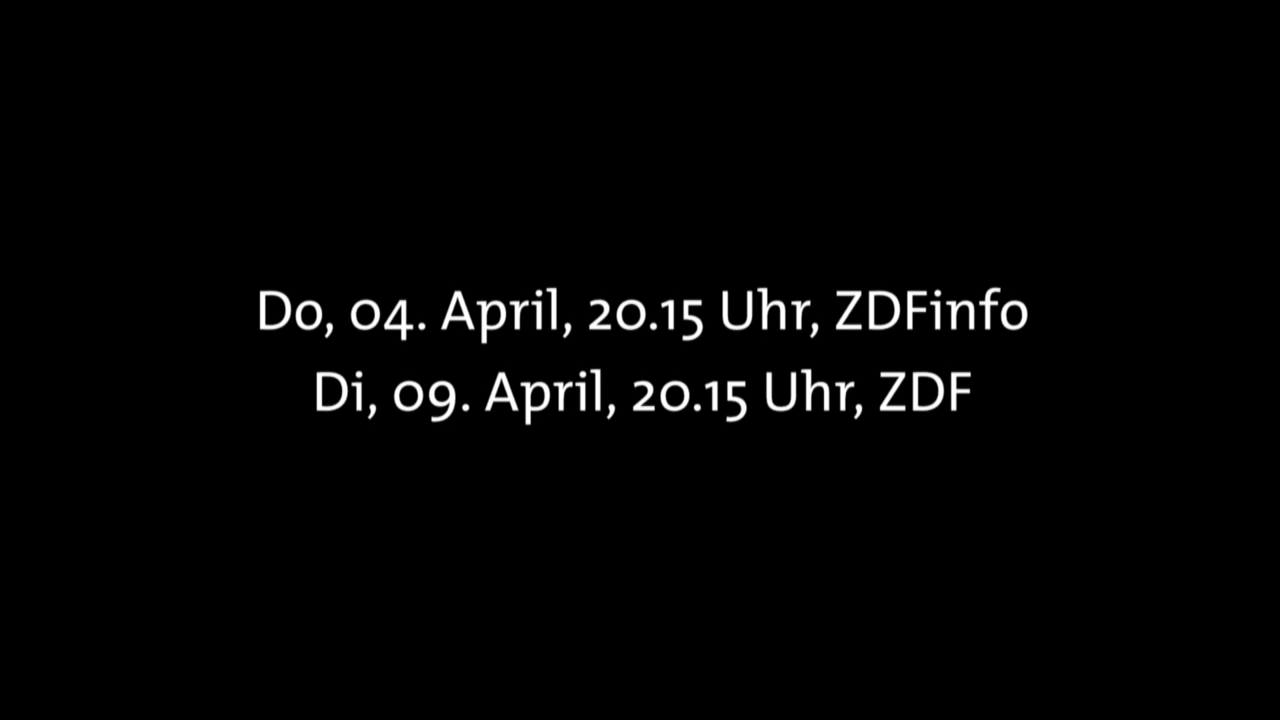 Do, 04. April, 20.15 Uhr, ZDFinfo
Di, 09. April, 20.15 Uhr, ZDF